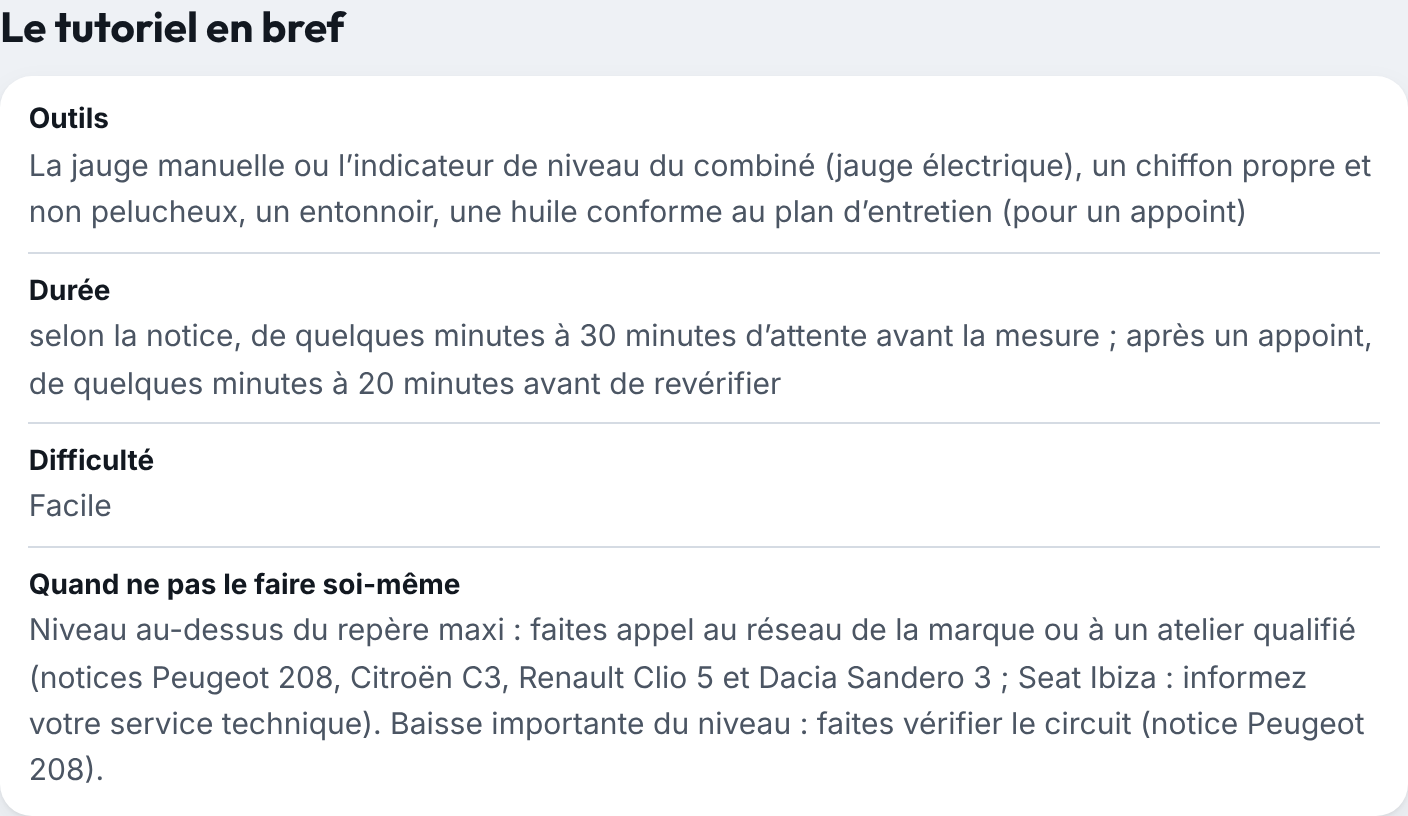 Le tutoriel en bref
Outils
La jauge manuelle ou l’indicateur de niveau du combiné (jauge électrique), un chiffon propre et
non pelucheux, un entonnoir, une huile conforme au plan d’entretien (pour un appoint)
Durée
selon la notice, de quelques minutes à 30 minutes d’attente avant la mesure ; après un appoint,
de quelques minutes à 20 minutes avant de revérifier
Difficulté
Facile
Quand ne pas le faire soi-même
Niveau au-dessus du repère maxi : faites appel au réseau de la marque ou à un atelier qualifié
(notices Peugeot 208, Citroën C3, Renault Clio 5 et Dacia Sandero 3 ; Seat Ibiza : informez
votre service technique). Baisse importante du niveau : faites vérifier le circuit (notice Peugeot
208).